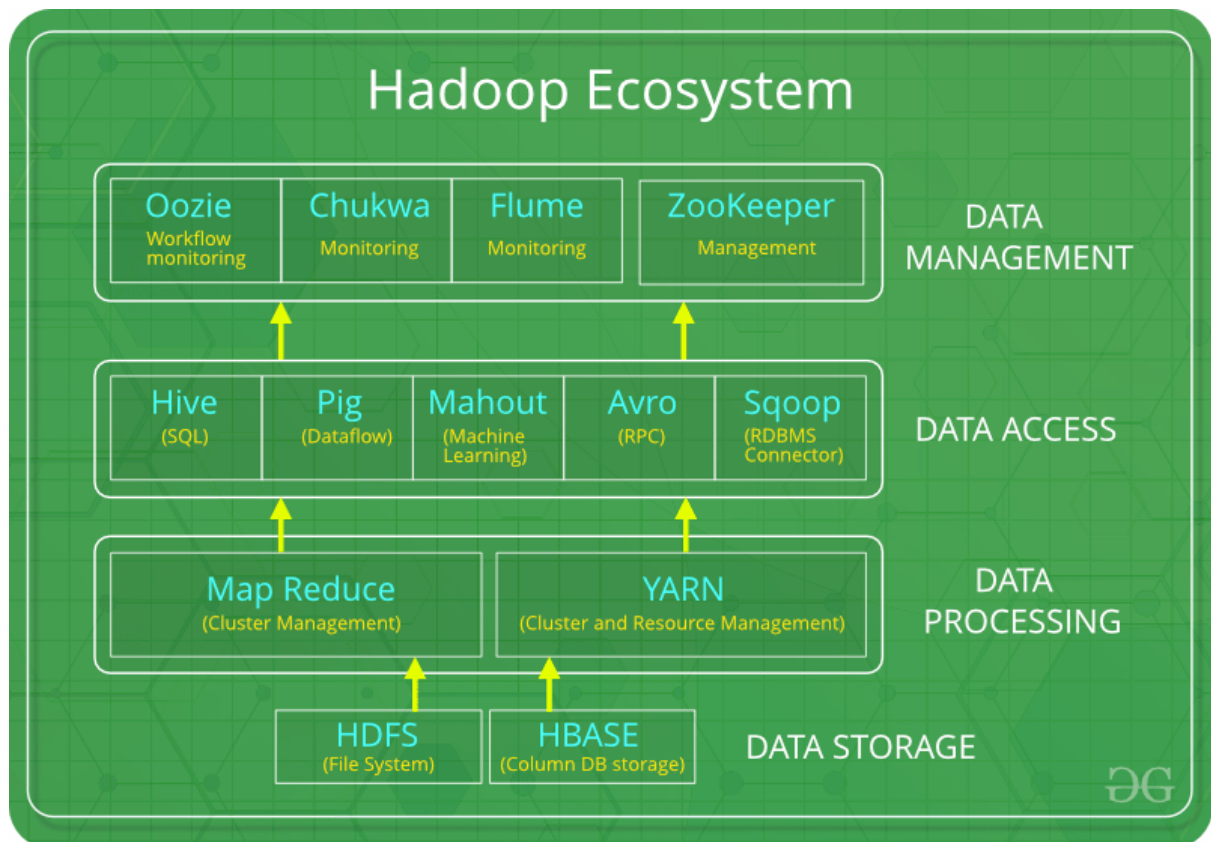 Hadoop Ecosystem
Oozie
Workflow
monitoring
Chukwa
Monitoring
Flume
Monitoring
ZooKeeper
Management
DATA
MANAGEMENT
Hive
(SQL)
Pig
(Dataflow)
Mahout
(Machine
Learning)
Avro
(RPC)
Sqoop
(RDBMS
Connector)
DATA ACCESS
Map Reduce
(Cluster Management)
YARN
(Cluster and Resource Management)
DATA
PROCESSING
HDFS
(File System)
HBASE
(Column DB storage)
DATA STORAGE